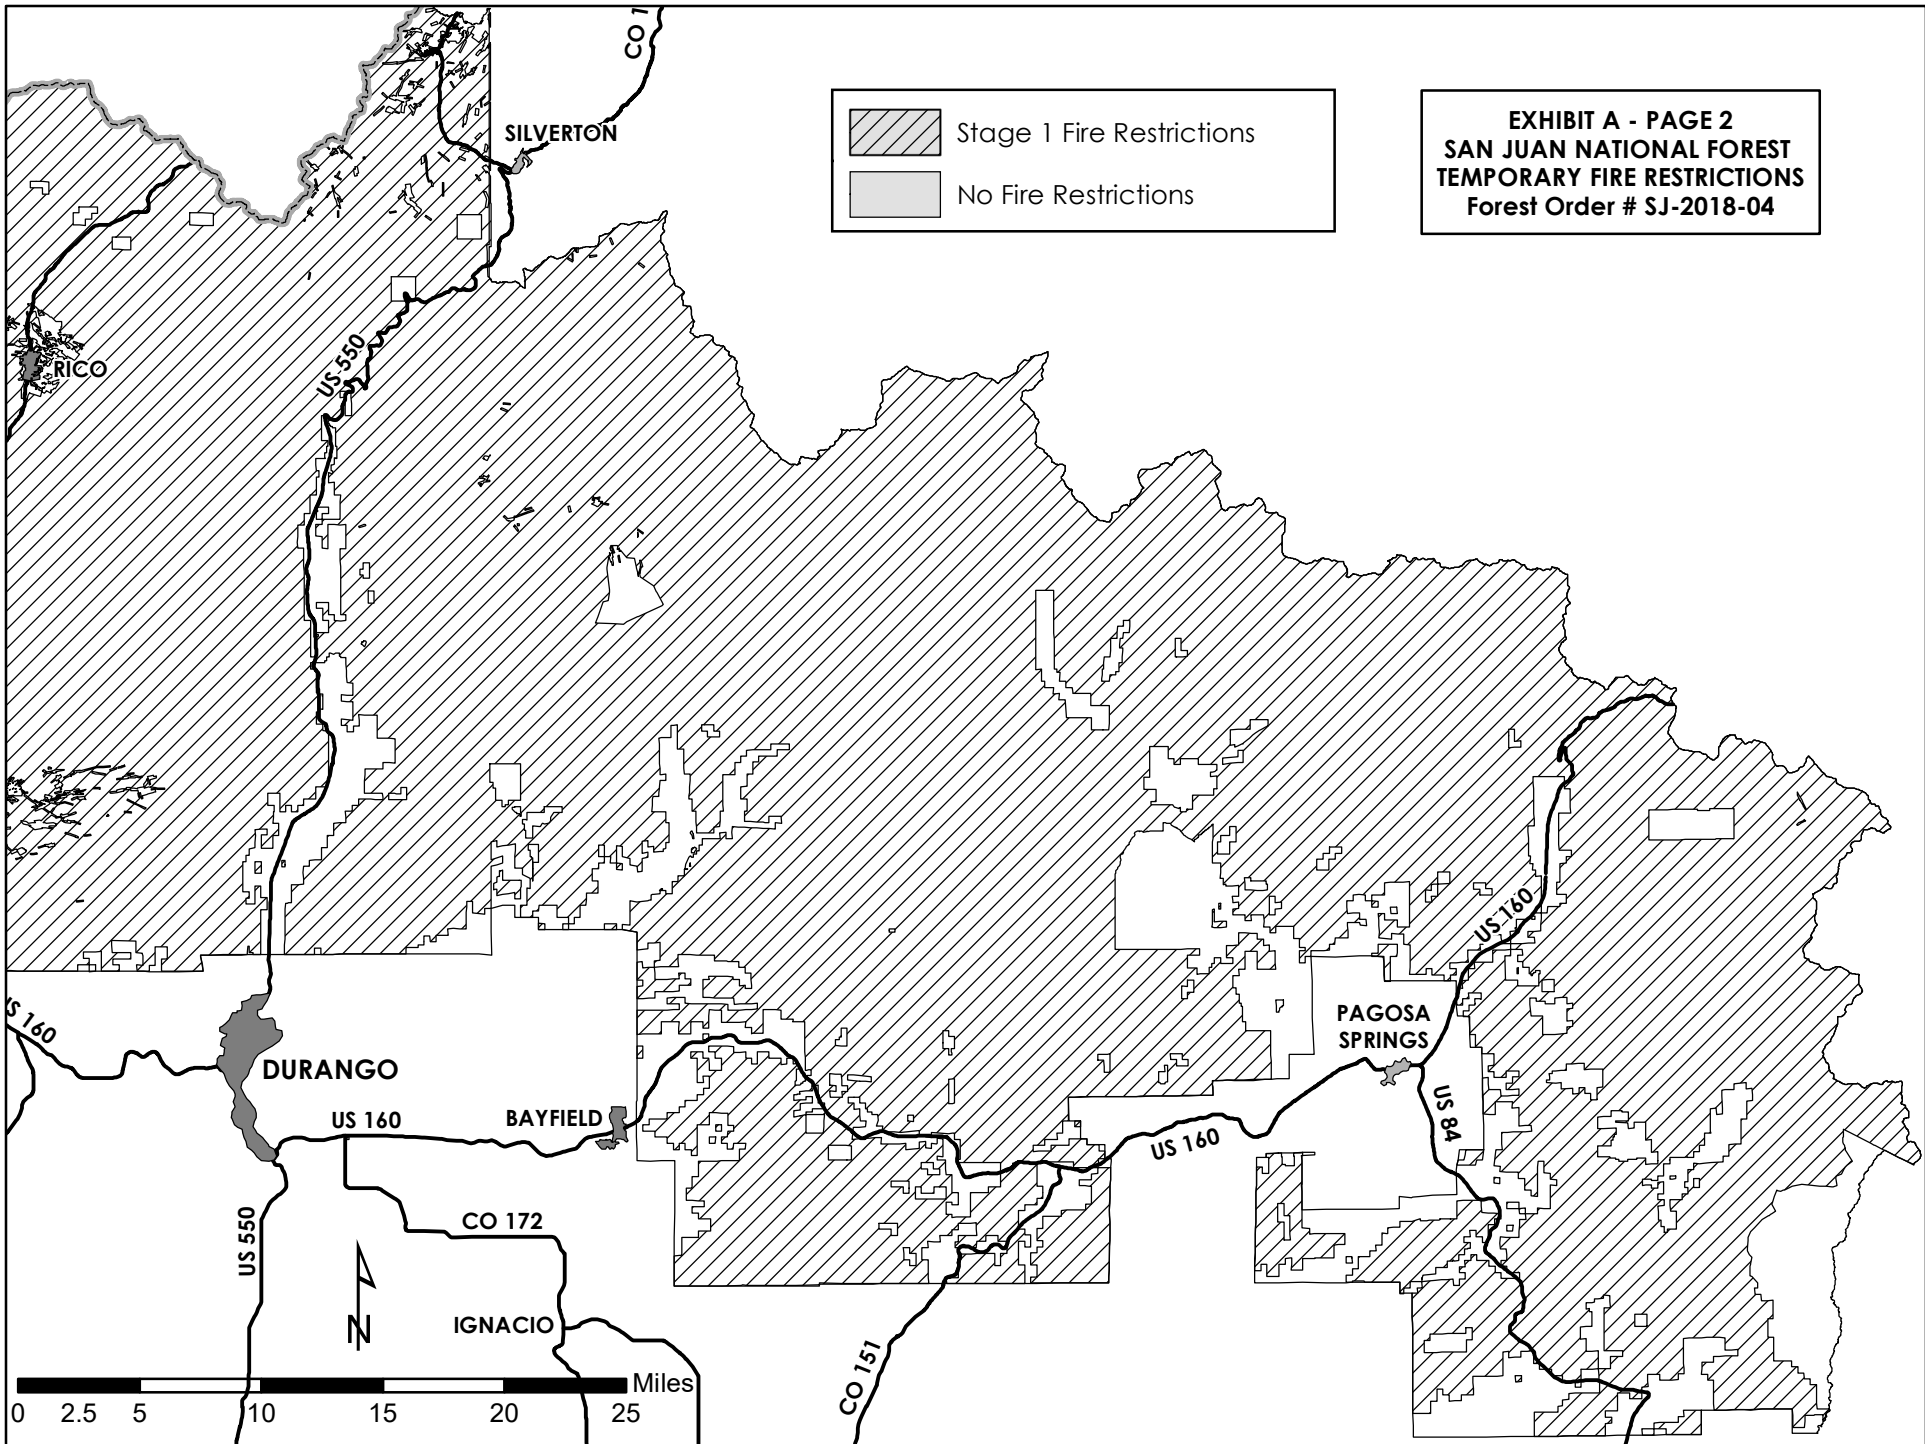 CO 1
SILVERTON
Stage 1 Fire Restrictions
No Fire Restrictions
EXHIBIT A - PAGE 2
SAN JUAN NATIONAL FOREST
TEMPORARY FIRE RESTRICTIONS
Forest Order # SJ-2018-04
RICO
US 550
US 160
US 160
PAGOSA
SPRINGS
DURANGO
BAYFIELD
US 160
US 84
US 160
US 550
CO 172
N
IGNACIO
CO 151
Miles
0 2.5 5 10 15 20 25